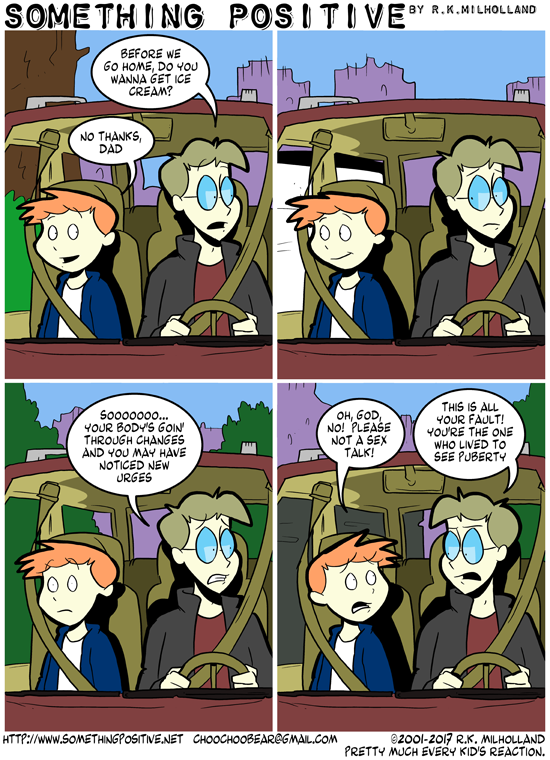 SOMETHING POSITIVE BY R.K.MILHOLLAND
BEFORE WE
GO HOME, DO YOU
WANNA GET ICE
CREAM?
NO THANKS,
DAD
SOOOOOOO...
YOUR BODY'S GOIN'
THROUGH CHANGES
AND YOU MAY HAVE
NOTICED NEW
URGES
OH, GOD,
NO! PLEASE
NOT A SEX
TALK!
THIS IS ALL
YOUR FAULT!
YOU'RE THE ONE
WHO LIVED TO
SEE PUBERTY
HTTP://WWW.SOMETHINGPOSITIVE.NET CHOOCHOOBEAR@GMAIL.COM ©2001-2017 R.K. MILHOLLAND
PRETTY MUCH EVERY KID'S REACTION.